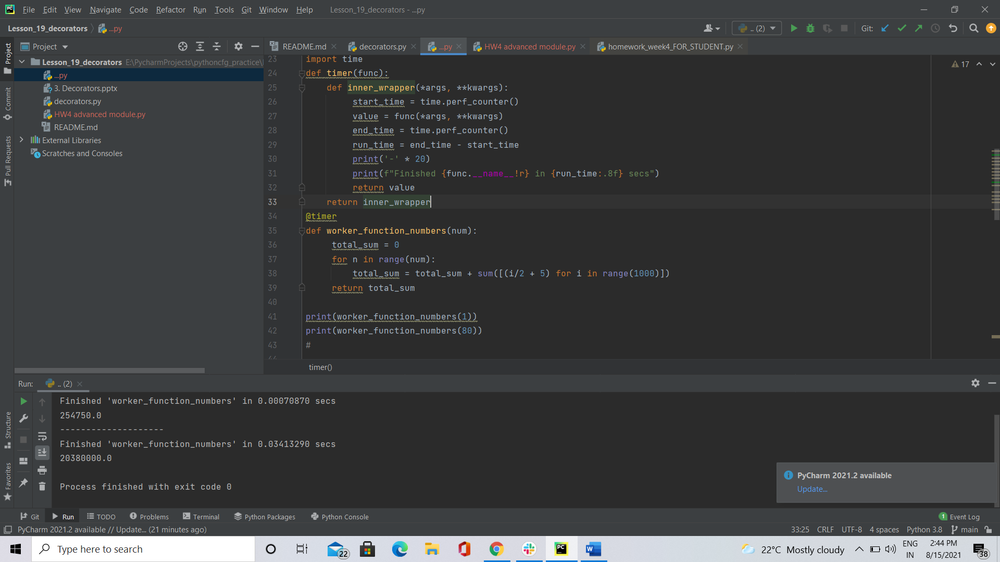 File Edit View Navigate Code Refactor Run Tools Git Window Help Lesson_19_decorators - ...py
Lesson_19_decorators ...py .. (2) Git:
Project
README.md decorators.py ...py HW4 advanced module.py homework_week4_FOR_STUDENT.py
Lesson_19_decorators E:\PycharmProjects\pythoncfg_practice\
...py
3. Decorators.pptx
decorators.py
HW4 advanced module.py
README.md
External Libraries
Scratches and Consoles
Project
Commit
Pull Requests
Structure
Favorites
17
23 import time
24 def timer(func):
25 def inner_wrapper(*args, **kwargs):
26 start_time = time.perf_counter()
27 value = func(*args, **kwargs)
28 end_time = time.perf_counter()
29 run_time = end_time - start_time
30 print('-' * 20)
31 print(f"Finished {func.__name__!r} in {run_time:.8f} secs")
32 return value
33 return inner_wrapper
34 @timer
35 def worker_function_numbers(num):
36 total_sum = 0
37 for n in range(num):
38 total_sum = total_sum + sum([(i/2 + 5) for i in range(1000)])
39 return total_sum
40
41 print(worker_function_numbers(1))
42 print(worker_function_numbers(80))
43 #
timer()
Run: .. (2)
Finished 'worker_function_numbers' in 0.00070870 secs
254750.0
--------------------
Finished 'worker_function_numbers' in 0.03413290 secs
20380000.0
Process finished with exit code 0
PyCharm 2021.2 available
Update...
Git Run TODO Problems Terminal Python Packages Python Console 1 Event Log
PyCharm 2021.2 available // Update... (21 minutes ago) 33:25 CRLF UTF-8 4 spaces Python 3.8 main
Type here to search 22 PC W 22°C Mostly cloudy ENG IN 2:44 PM 8/15/2021 38